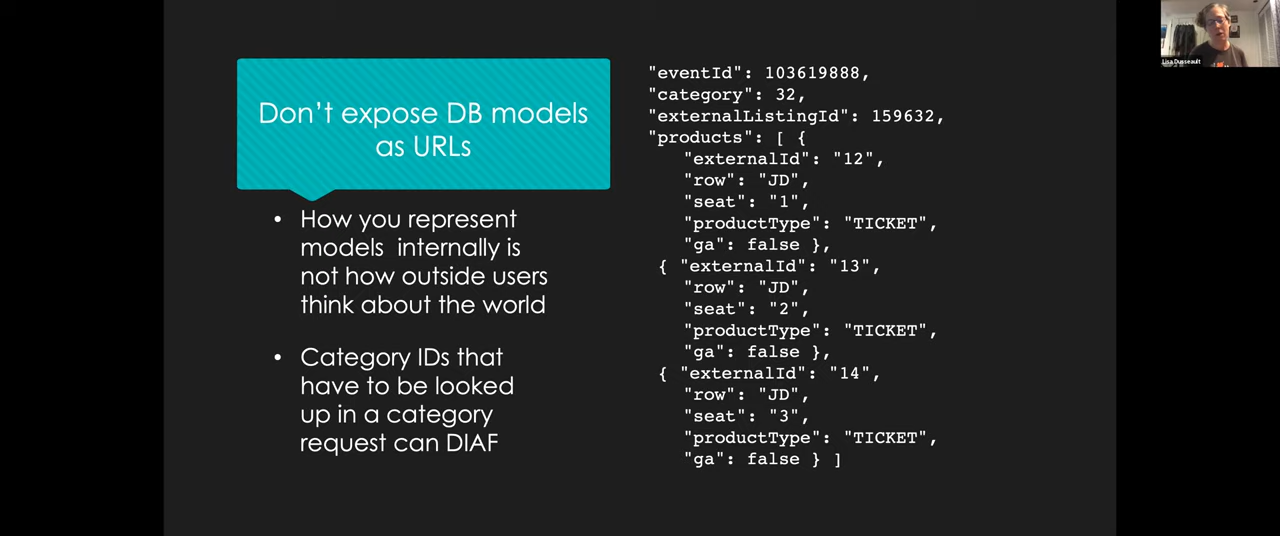 Don't expose DB models
as URLs
• How you represent
models internally is
not how outside users
think about the world
• Category IDs that
have to be looked
up in a category
request can DIAF
"eventId": 103619888,
"category": 32,
"externalListingId": 159632,
"products": [ {
"externalId": "12",
"row": "JD",
"seat": "1",
"productType": "TICKET",
"ga": false },
{ "externalId": "13",
"row": "JD",
"seat": "2",
"productType": "TICKET",
"ga": false },
{ "externalId": "14",
"row": "JD",
"seat": "3",
"productType": "TICKET",
"ga": false } ]
Lisa Dusseault